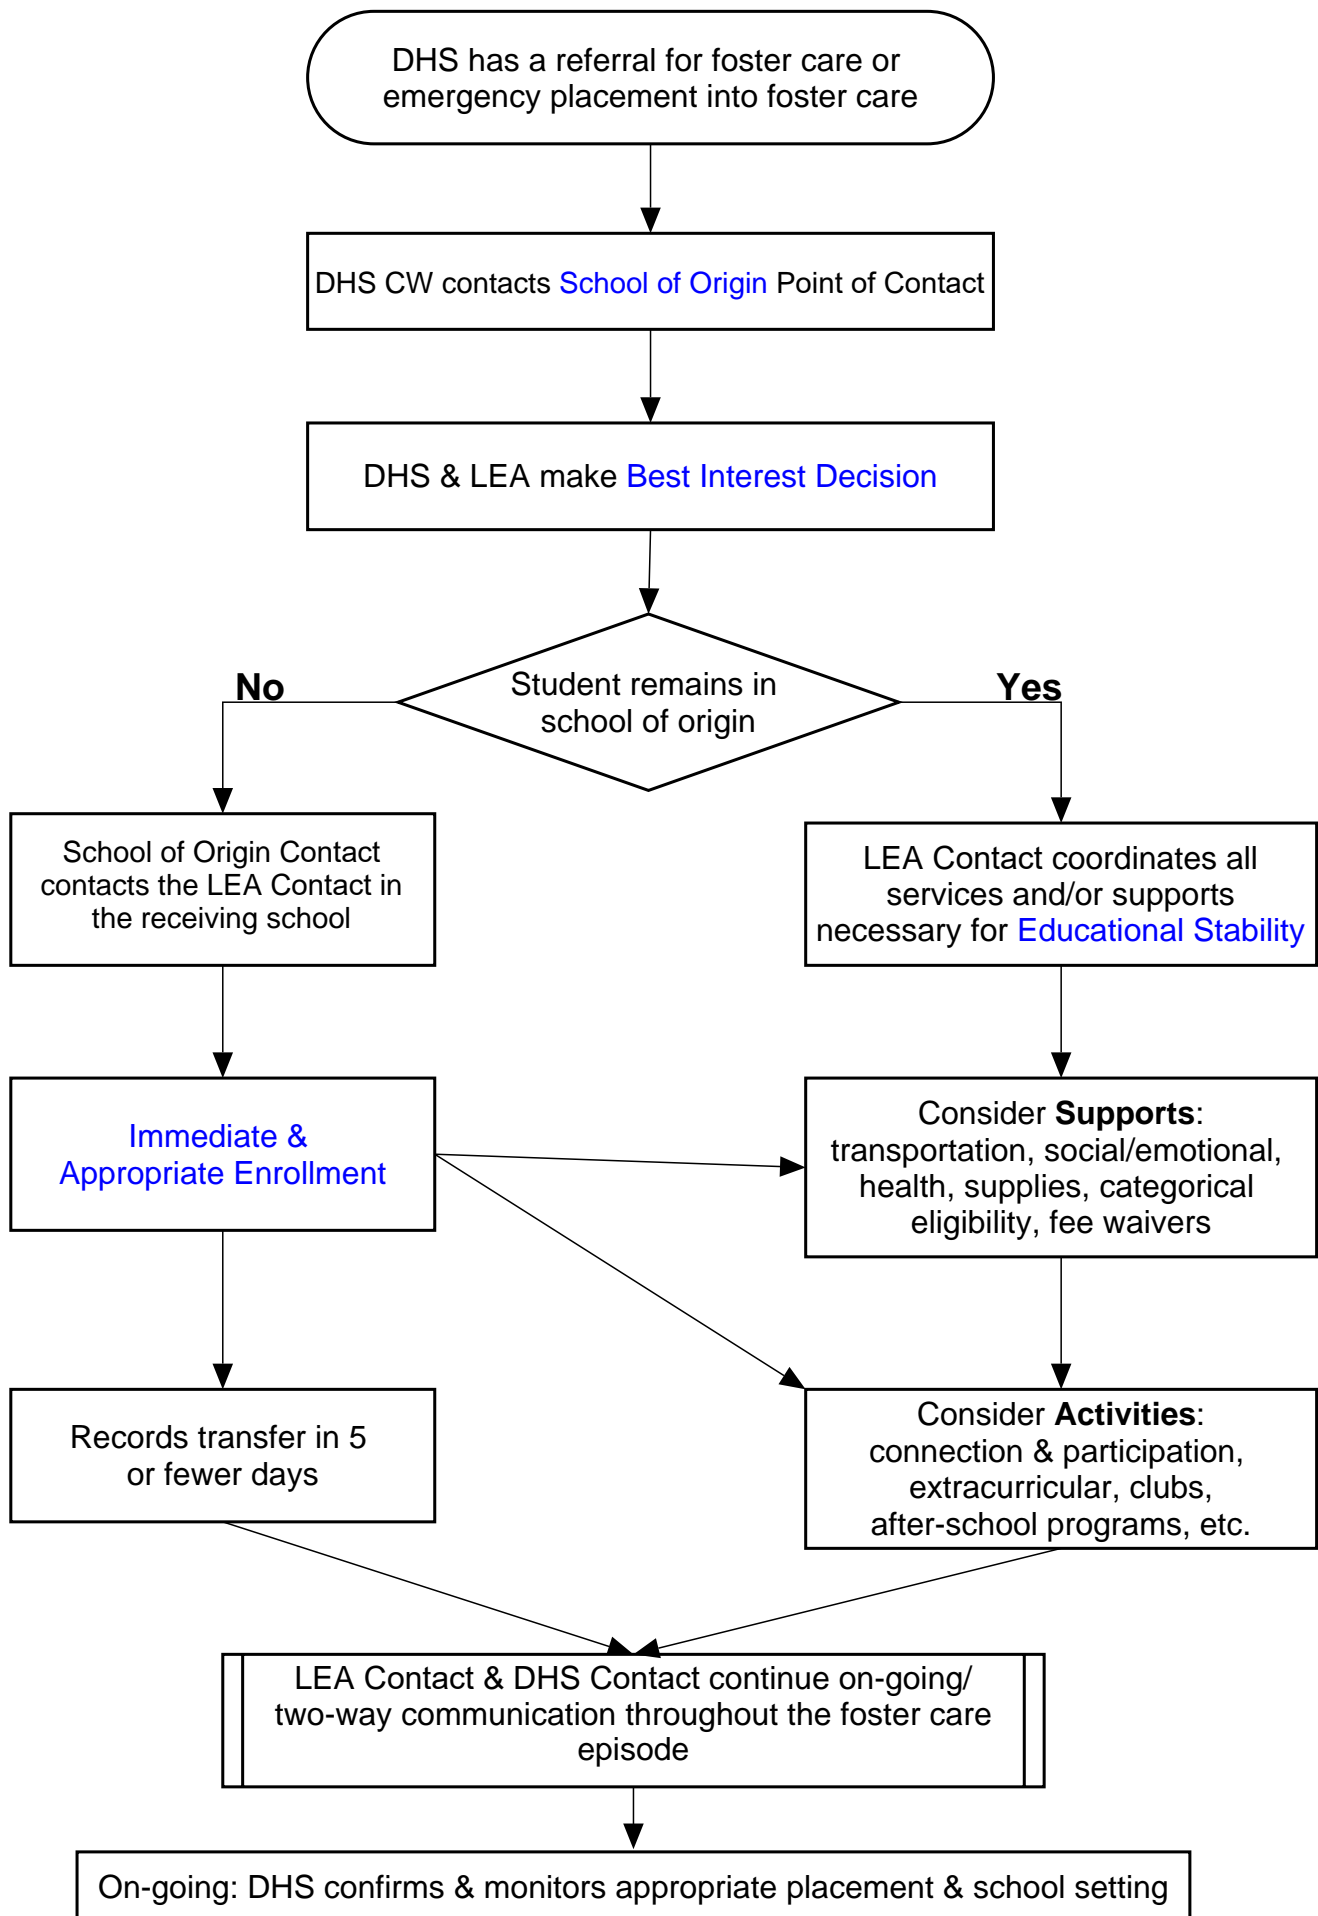 DHS has a referral for foster care or
emergency placement into foster care
DHS CW contacts School of Origin Point of Contact
DHS & LEA make Best Interest Decision
Student remains in
school of origin
No
Yes
School of Origin Contact
contacts the LEA Contact in
the receiving school
LEA Contact coordinates all
services and/or supports
necessary for Educational Stability
Immediate &
Appropriate Enrollment
Consider Supports:
transportation, social/emotional,
health, supplies, categorical
eligibility, fee waivers
Records transfer in 5
or fewer days
Consider Activities:
connection & participation,
extracurricular, clubs,
after-school programs, etc.
LEA Contact & DHS Contact continue on-going/
two-way communication throughout the foster care
episode
On-going: DHS confirms & monitors appropriate placement & school setting